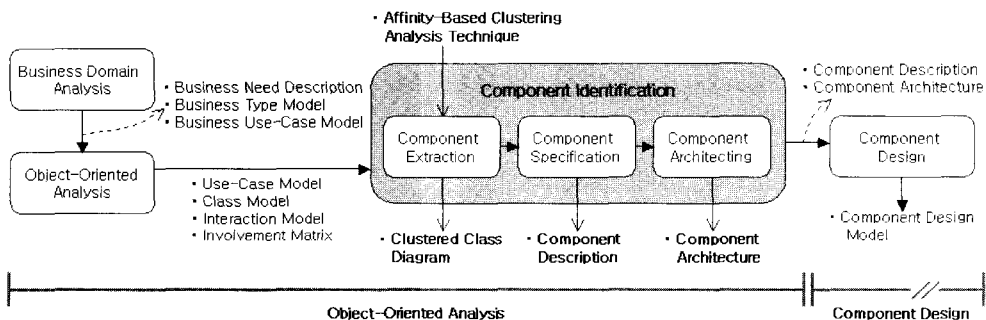 · Affinity-Based Clustering
Analysis Technique
Business Domain
Analysis
· Business Need Description
· Business Type Model
· Business Use-Case Model
Object-Oriented
Analysis
· Use-Case Model
· Class Model
· Interaction Model
· Involvement Matrix
Component Identification
Component
Extraction
Component
Specification
Component
Architecting
· Clustered Class
Diagram
· Component
Description
· Component
Architecture
· Component Description
· Component Architecture
Component
Design
· Component Design
Model
Object-Oriented Analysis
Component Design